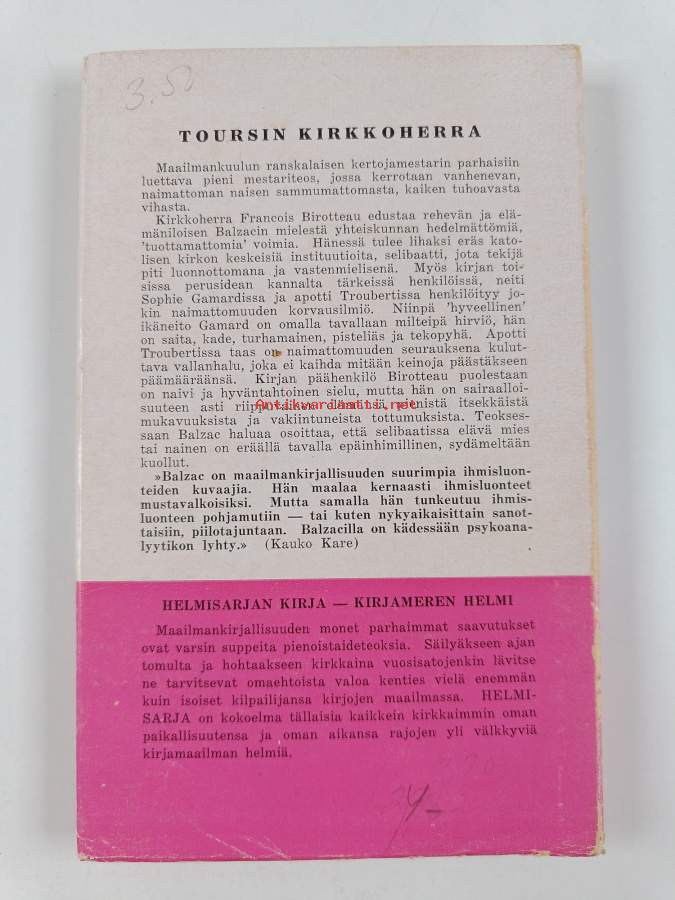 3.50
TOURSIN KIRKKOHERRA
Maailmankuulun ranskalaisen kertojamestarin parhaisiin
luettava pieni mestariteos, jossa kerrotaan vanhenevan,
naimattoman naisen sammumattomasta, kaiken tuhoavasta
vihasta.
Kirkkoherra Francois Birotteau edustaa rehevän ja elä-
mäniloisen Balzacin mielestä yhteiskunnan hedelmättömiä,
'tuottamattomia' voimia. Hänessä tulee lihaksi eräs kato-
lisen kirkon keskeisiä instituutioita, selibaatti, jota tekijä
piti luonnottomana ja vastenmielisenä. Myös kirjan toi-
sissa perusidean kannalta tärkeissä henkilöissä, neiti
Sophie Gamardissa ja apotti Troubertissa henkilöityy jo-
kin naimattomuuden korvausilmiö. Niinpä 'hyveellinen'
ikäneito Gamard on omalla tavallaan milteipä hirviö, hän
on saita, kade, turhamainen, pisteliäs ja tekopyhä. Apotti
Troubertissa taas on naimattomuuden seurauksena kulut-
tava vallanhalu, joka ei kaihda mitään keinoja päästäkseen
päämääräänsä. Kirjan päähenkilö Birotteau puolestaan
on naivi ja hyväntahtoinen sielu, mutta hän on sairaalloi-
suuteen asti riippuvainen elämänsä pienistä itsekkäistä
mukavuuksista ja vakiintuneista tottumuksista. Teokses-
saan Balzac haluaa osoittaa, että selibaatissa elävä mies
tai nainen on eräällä tavalla epäinhimillinen, sydämeltään
kuollut.
»Balzac on maailmankirjallisuuden suurimpia ihmisluon-
teiden kuvaajia. Hän maalaa kernaasti ihmisluonteet
mustavalkoisiksi. Mutta samalla hän tunkeutuu ihmis-
luonteen pohjamutiin — tai kuten nykyaikaisittain sanot-
taisiin, piilotajuntaan. Balzacilla on kädessään psykoana-
lyytikon lyhty.» (Kauko Kare)
HELMISARJAN KIRJA — KIRJAMEREN HELMI
Maailmankirjallisuuden monet parhaimmat saavutukset
ovat varsin suppeita pienoistaideteoksia. Säilyäkseen ajan
tomulta ja hohtaakseen kirkkaina vuosisatojenkin lävitse
ne tarvitsevat omaehtoista valoa kenties vielä enemmän
kuin isoiset kilpailijansa kirjojen maailmassa. HELMI-
SARJA on kokoelma tällaisia kaikkein kirkkaimmin oman
paikallisuutensa ja oman aikansa rajojen yli välkkyviä
kirjamaailman helmiä.